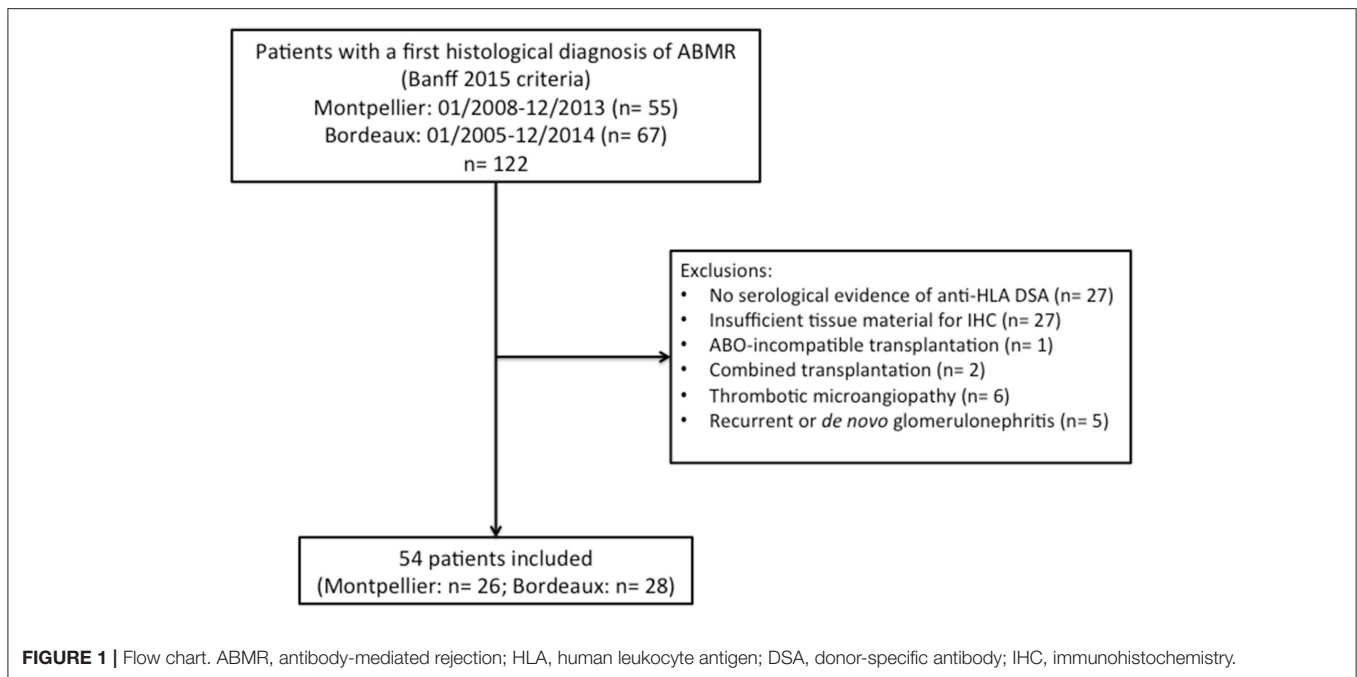 Patients with a first histological diagnosis of ABMR
(Banff 2015 criteria)
Montpellier: 01/2008-12/2013 (n= 55)
Bordeaux: 01/2005-12/2014 (n= 67)
n= 122
Exclusions:
• No serological evidence of anti-HLA DSA (n= 27)
• Insufficient tissue material for IHC (n= 27)
• ABO-incompatible transplantation (n= 1)
• Combined transplantation (n= 2)
• Thrombotic microangiopathy (n= 6)
• Recurrent or de novo glomerulonephritis (n= 5)
54 patients included
(Montpellier: n= 26; Bordeaux: n= 28)
FIGURE 1 | Flow chart. ABMR, antibody-mediated rejection; HLA, human leukocyte antigen; DSA, donor-specific antibody; IHC, immunohistochemistry.